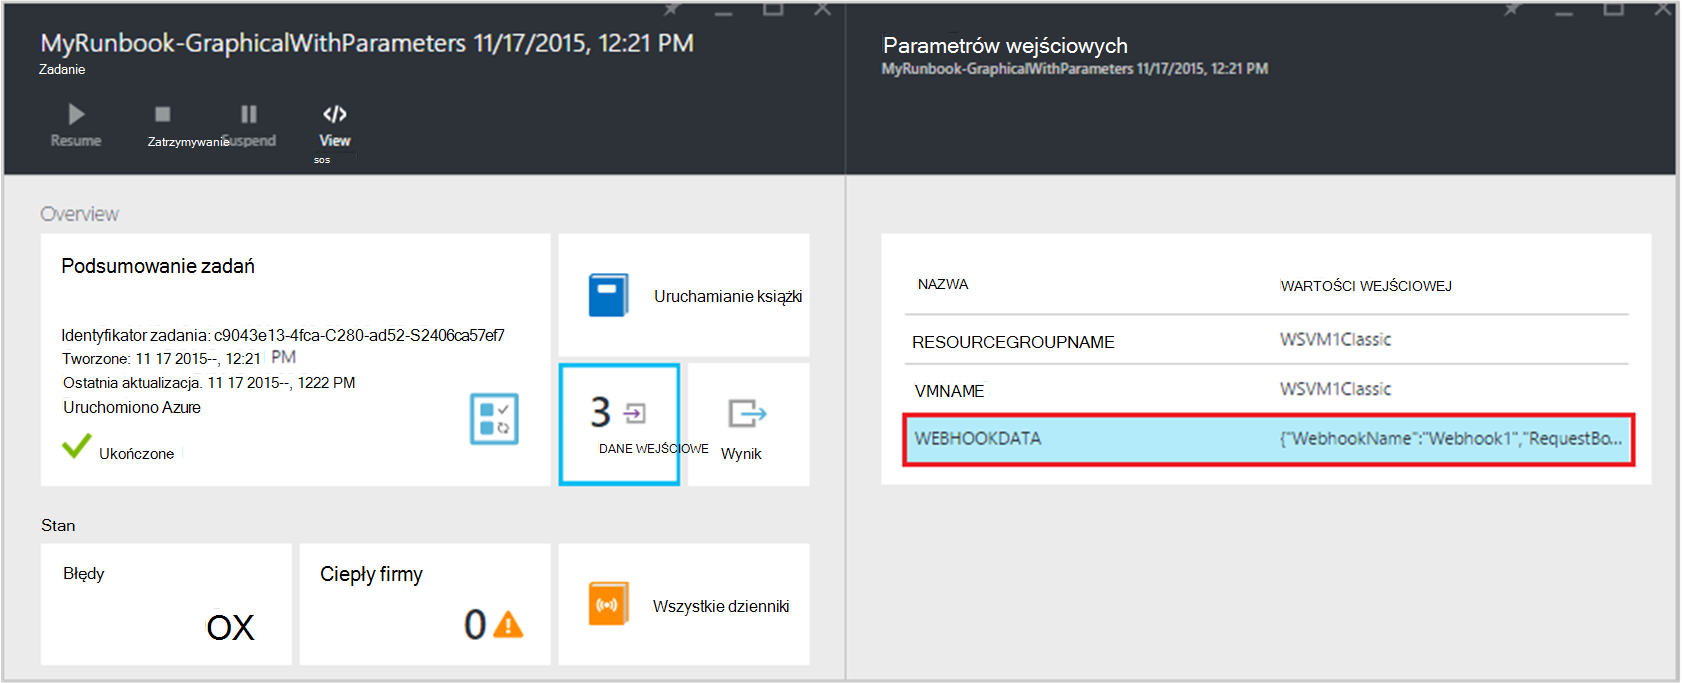 MyRunbook-GraphicalWithParameters 11/17/2015, 12:21 PM
Zadanie
Resume
Zatrzymywanie
Suspend
View
sos
Overview
Podsumowanie zadań
Identyfikator zadania: c9043e13-4fca-C280-ad52-S2406ca57ef7
Tworzone: 11 17 2015--, 12:21 PM
Ostatnia aktualizacja. 11 17 2015--, 1222 PM
Uruchomiono Azure
Ukończone
Uruchamianie książki
3
DANE WEJŚCIOWE
Wynik
Stan
Błędy
OX
Ciepły firmy
0
Wszystkie dzienniki
Parametrów wejściowych
MyRunbook-GraphicalWithParameters 11/17/2015, 12:21 PM
NAZWA WARTOŚCI WEJŚCIOWEJ
RESOURCEGROUPNAME WSVM1Classic
VMNAME WSVM1Classic
WEBHOOKDATA {"WebhookName":"Webhook1","RequestBo...